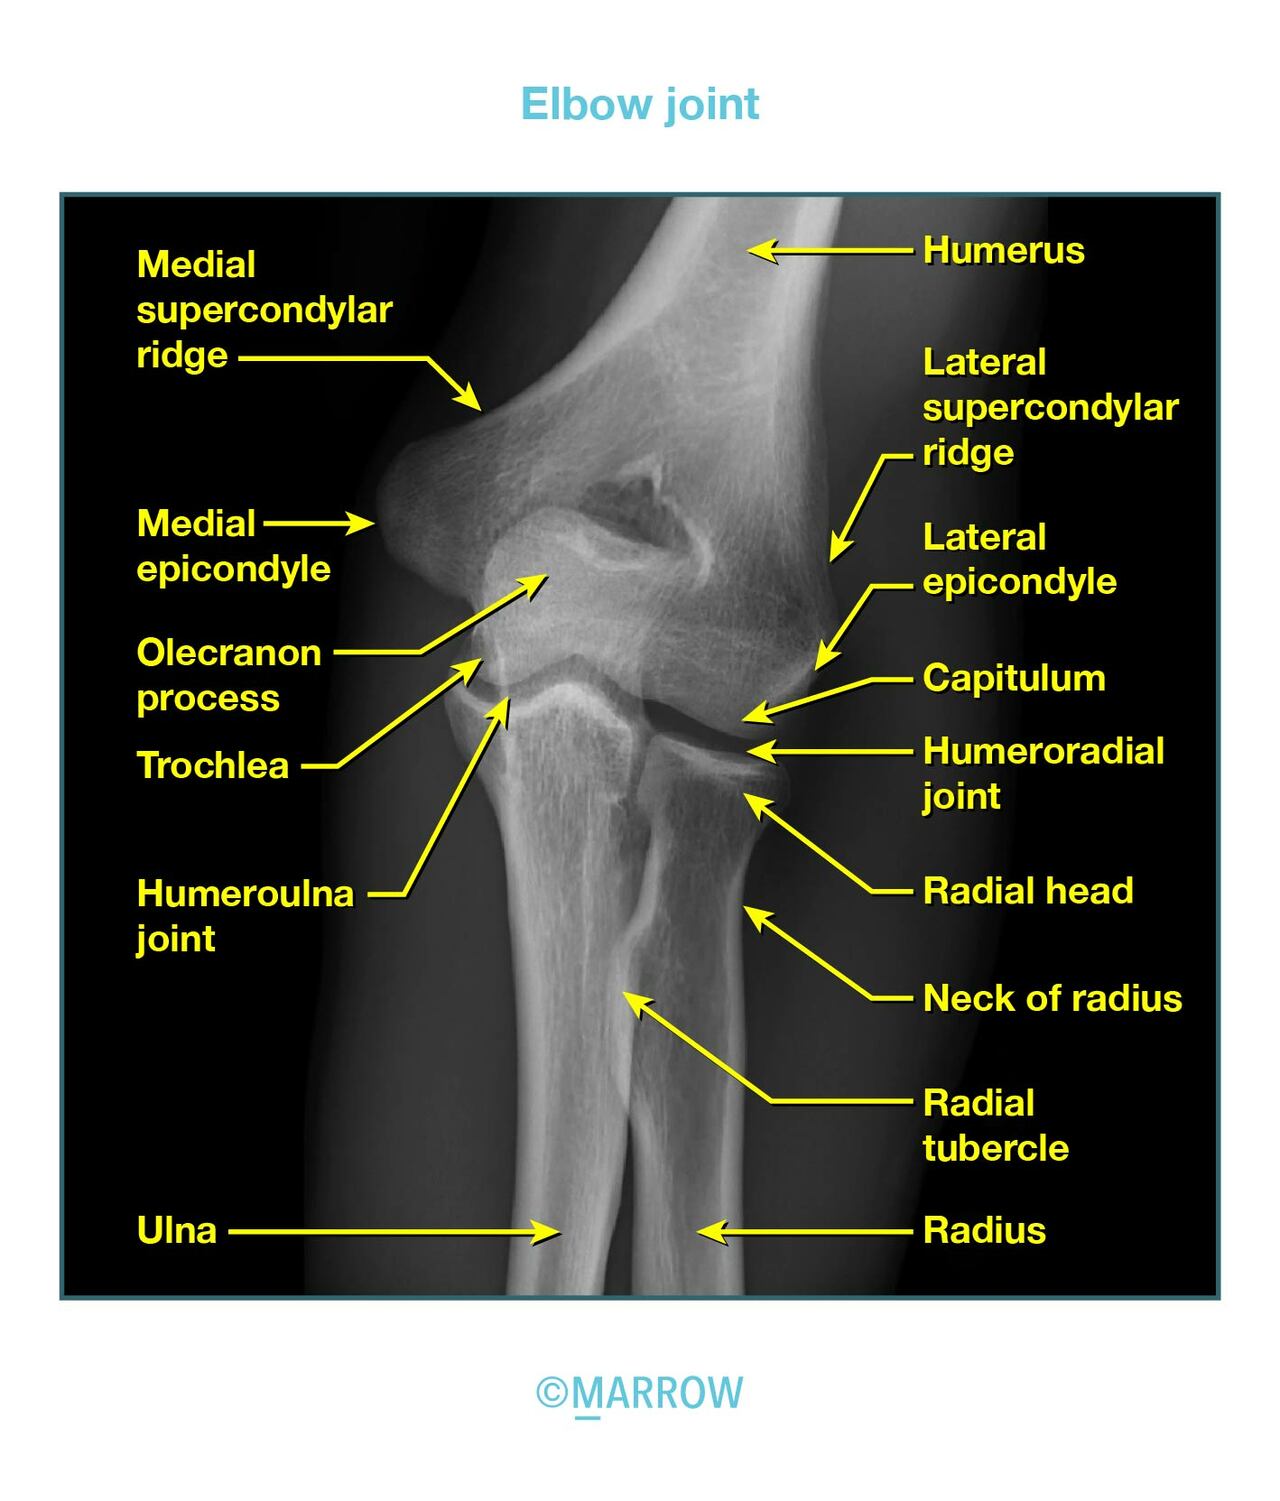 Elbow joint
Medial
supercondylar
ridge
Medial
epicondyle
Olecranon
process
Trochlea
Humeroulna
joint
Ulna
Humerus
Lateral
supercondylar
ridge
Lateral
epicondyle
Capitulum
Humeroradial
joint
Radial head
Neck of radius
Radial
tubercle
Radius
©MARROW